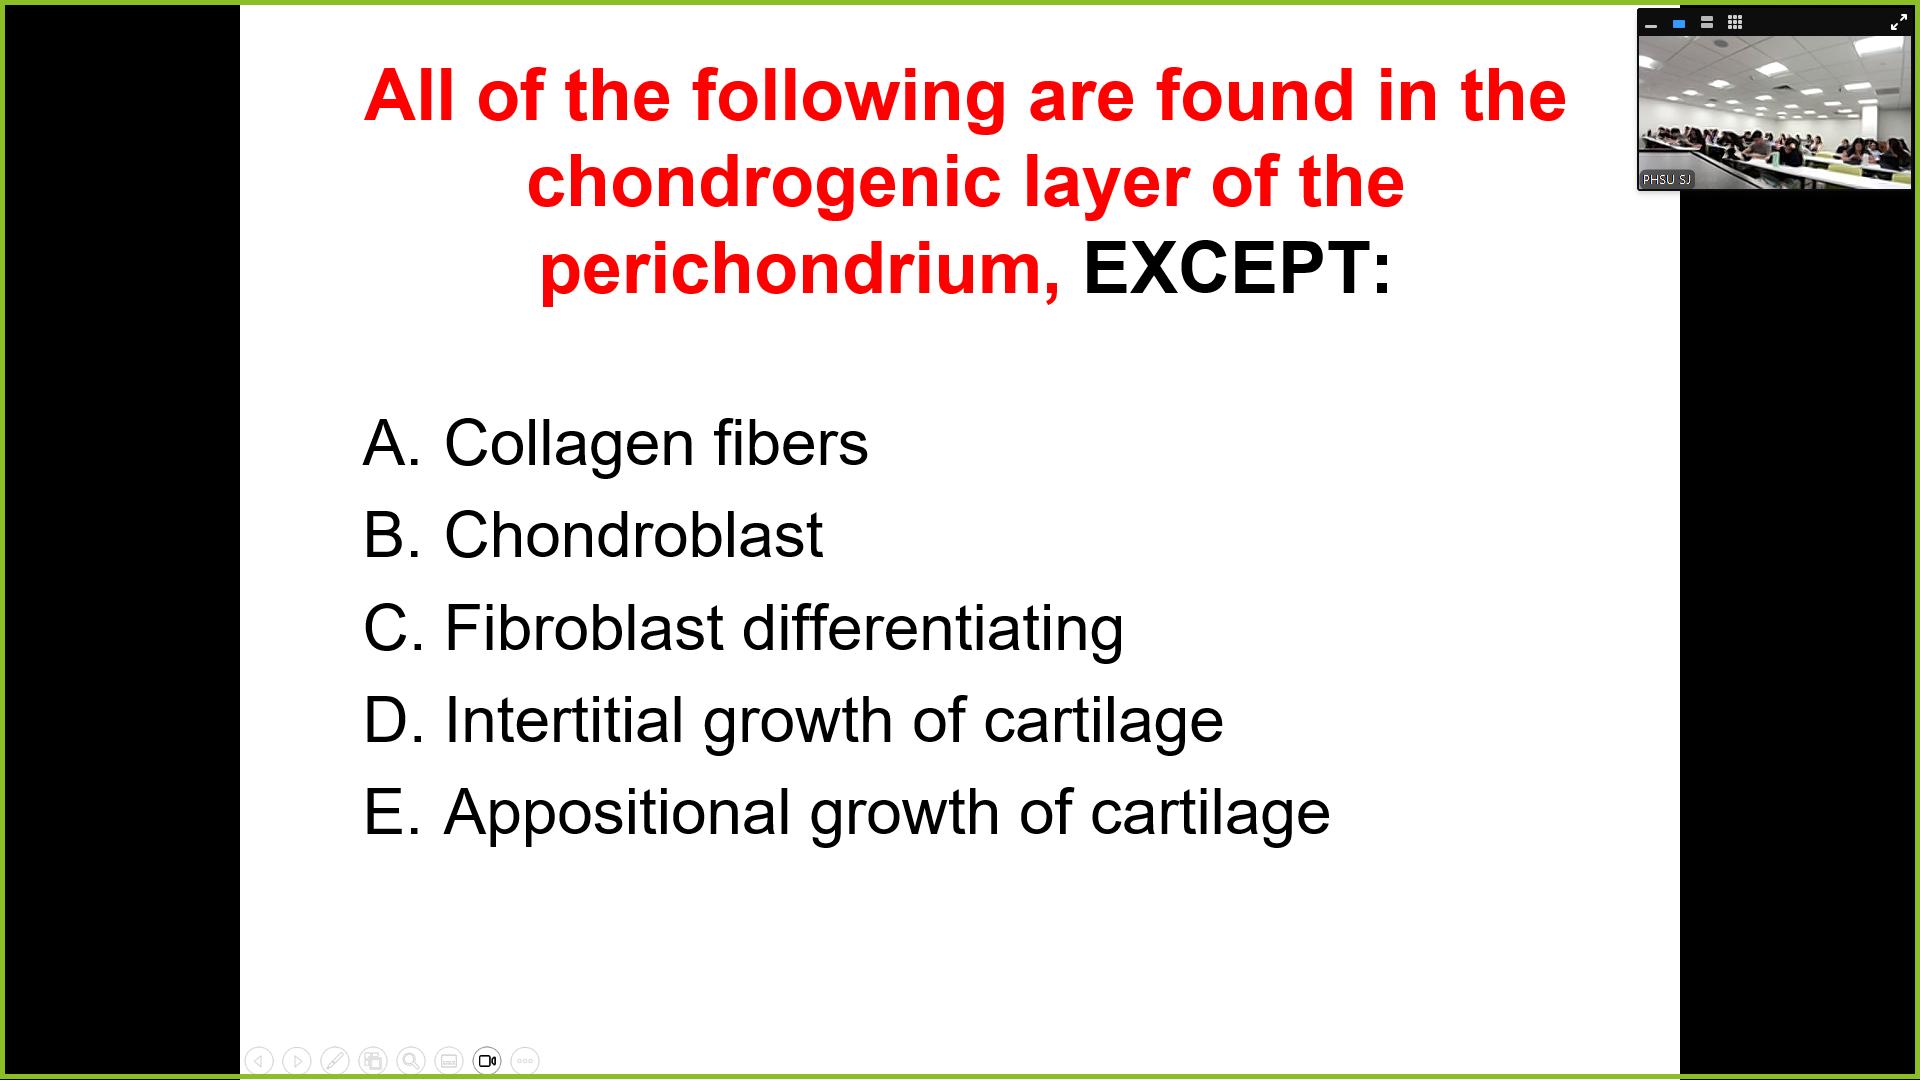 All of the following are found in the
chondrogenic layer of the
perichondrium, EXCEPT:
A. Collagen fibers
B. Chondroblast
C. Fibroblast differentiating
D. Intertitial growth of cartilage
E. Appositional growth of cartilage
PHSU SJ